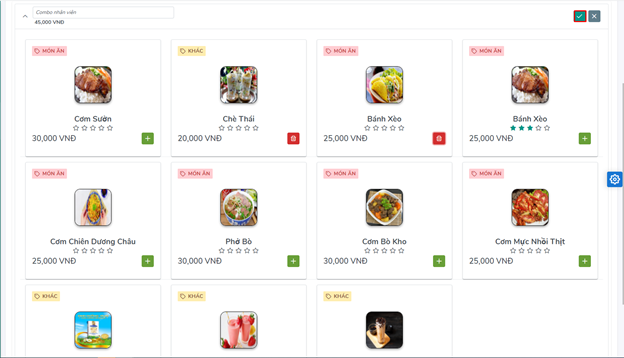 Combo nhân viên
45,000 VNĐ
MÓN ĂN
KHÁC
MÓN ĂN
MÓN ĂN
Cơm Sườn
Chè Thái
Bánh Xèo
Bánh Xèo
30,000 VNĐ
20,000 VNĐ
25,000 VNĐ
25,000 VNĐ
MÓN ĂN
MÓN ĂN
MÓN ĂN
MÓN ĂN
Cơm Chiên Dương Châu
Phở Bò
Cơm Bò Kho
Cơm Mực Nhồi Thịt
25,000 VNĐ
30,000 VNĐ
30,000 VNĐ
25,000 VNĐ
KHÁC
KHÁC
KHÁC